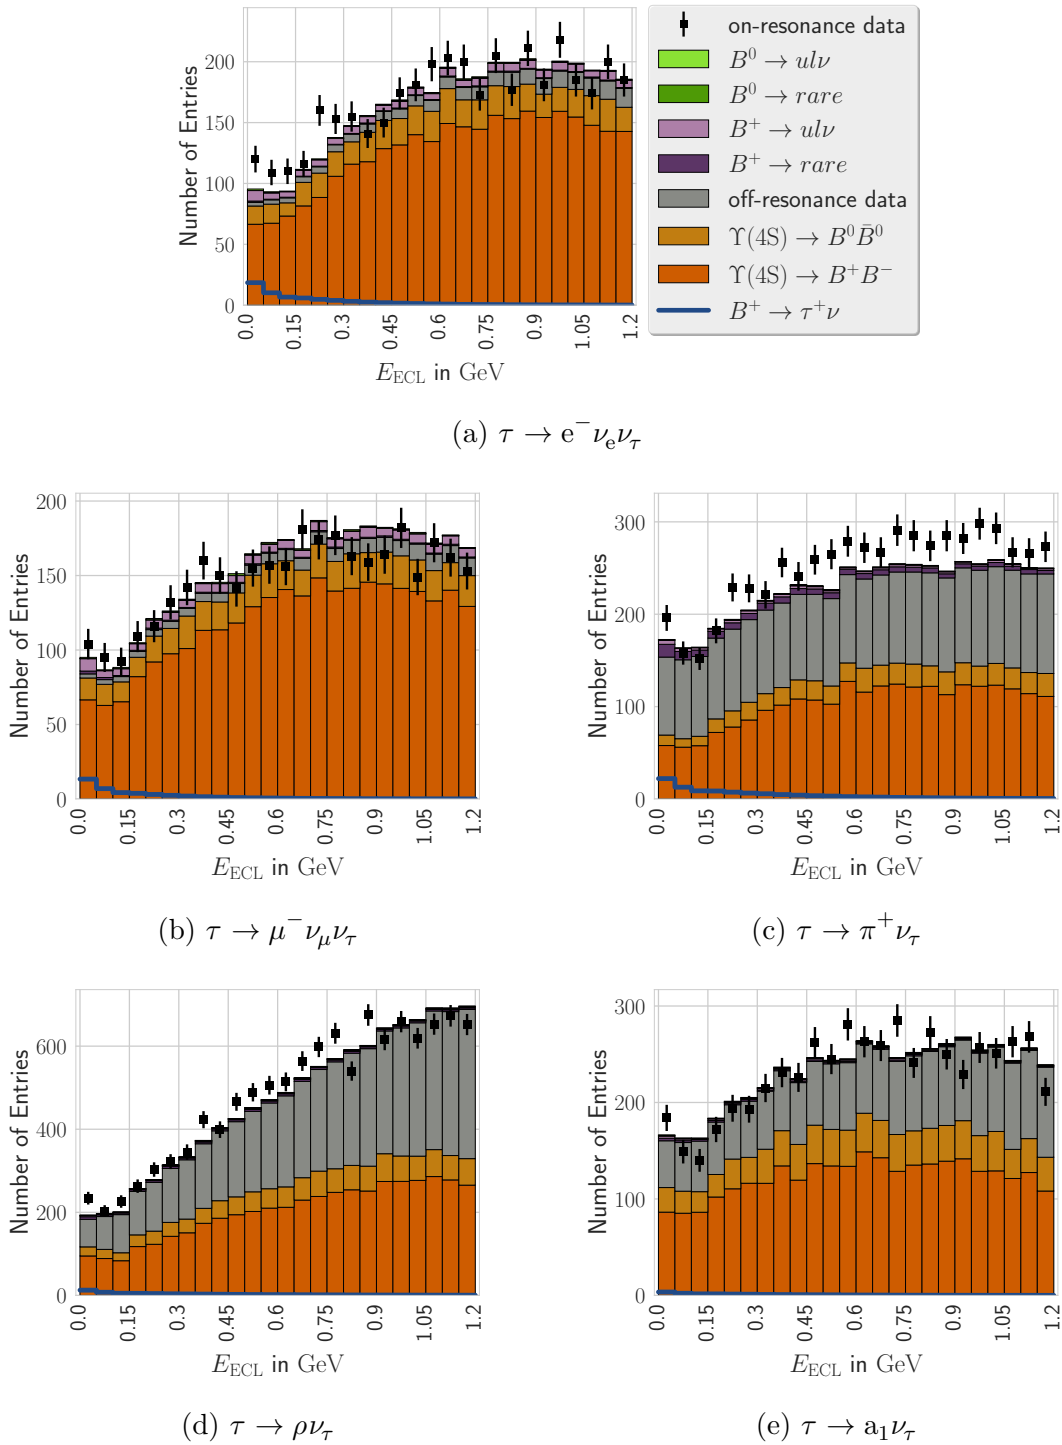 200
150
100
50
0
Number of Entries
0.0
0.15
0.3
0.45
0.6
0.75
0.9
1.05
1.2
E_ECL in GeV
on-resonance data
B⁰ → ulν
B⁰ → rare
B⁺ → ulν
B⁺ → rare
off-resonance data
Υ(4S) → B⁰B̄⁰
Υ(4S) → B⁺B⁻
B⁺ → τ⁺ν
(a) τ → e⁻ν_eν_τ
200
150
100
50
0
Number of Entries
0.0
0.15
0.3
0.45
0.6
0.75
0.9
1.05
1.2
E_ECL in GeV
(b) τ → μ⁻ν_μν_τ
300
200
100
0
Number of Entries
0.0
0.15
0.3
0.45
0.6
0.75
0.9
1.05
1.2
E_ECL in GeV
(c) τ → π⁺ν_τ
600
400
200
0
Number of Entries
0.0
0.15
0.3
0.45
0.6
0.75
0.9
1.05
1.2
E_ECL in GeV
(d) τ → ρν_τ
300
200
100
0
Number of Entries
0.0
0.15
0.3
0.45
0.6
0.75
0.9
1.05
1.2
E_ECL in GeV
(e) τ → a₁ν_τ